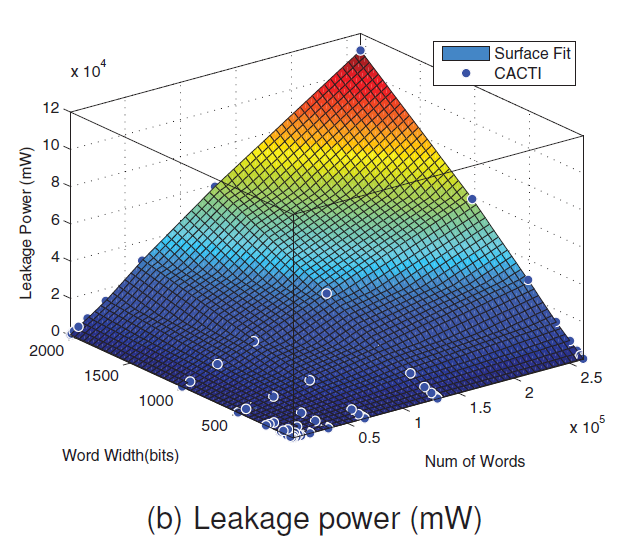 Surface Fit
CACTI
x 10^4
12
10
8
6
4
2
0
Leakage Power (mW)
2000
1500
1000
500
Word Width(bits)
0.5
1
1.5
2
2.5
x 10^5
Num of Words
(b) Leakage power (mW)